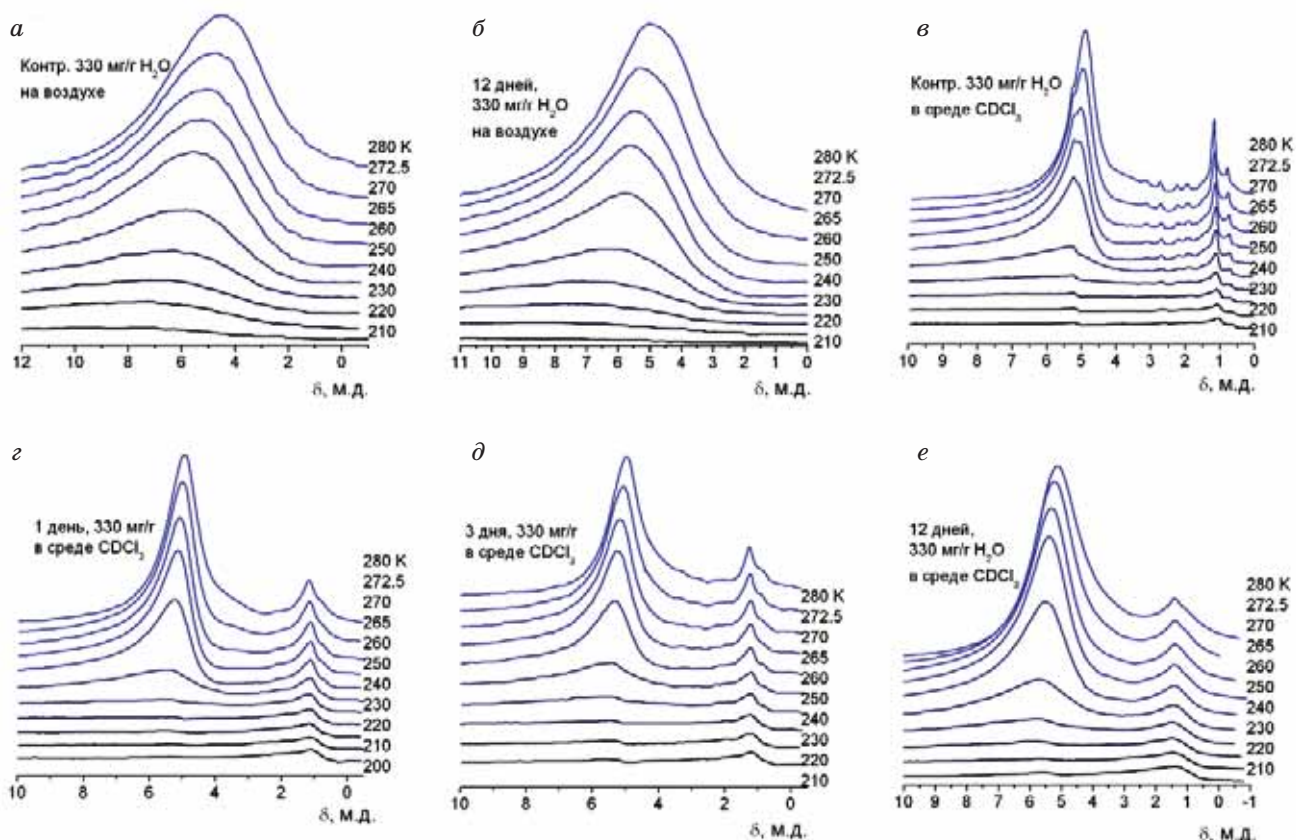 а
Контр. 330 мг/г H₂O
на воздухе
280 K
272.5
270
265
260
250
240
230
220
210
12 10 8 6 4 2 0
δ, м.д.
б
12 дней,
330 мг/г H₂O
на воздухе
280 K
272.5
270
265
260
250
240
230
220
210
11 10 9 8 7 6 5 4 3 2 1 0
δ, м.д.
в
Контр. 330 мг/г H₂O
в среде CDCl₃
280 K
272.5
270
265
260
250
240
230
220
210
10 9 8 7 6 5 4 3 2 1 0
δ, м.д.
г
1 день, 330 мг/г
в среде CDCl₃
280 K
272.5
270
265
260
250
240
230
220
210
200
10 8 6 4 2 0
δ, м.д.
д
3 дня, 330 мг/г
в среде CDCl₃
280 K
272.5
270
265
260
250
240
230
220
210
10 8 6 4 2 0
δ, м.д.
е
12 дней,
330 мг/г H₂O
в среде CDCl₃
280 K
272.5
270
265
260
250
240
230
220
210
10 9 8 7 6 5 4 3 2 1 0 -1
δ, м.д.